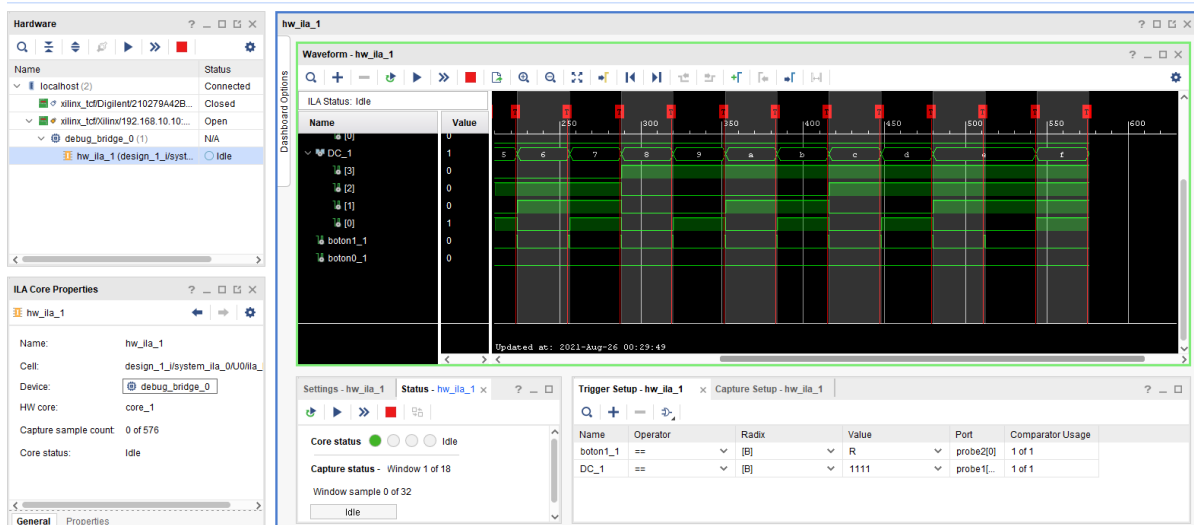 Hardware
Name Status
localhost (2) Connected
xilinx_tcf/Digilent/210279A42B... Closed
xilinx_tcf/Xilinx/192.168.10.10:... Open
debug_bridge_0 (1) N/A
hw_ila_1 (design_1_i/syst... Idle
ILA Core Properties
hw_ila_1
Name: hw_ila_1
Cell: design_1_i/system_ila_0/U0/ila_
Device: debug_bridge_0
HW core: core_1
Capture sample count: 0 of 576
Core status: Idle
General Properties
hw_ila_1
Dashboard Options
Waveform - hw_ila_1
ILA Status: Idle
Name Value
250 300 350 400 450 500 550 600
[0] 0
DC_1 1 5 6 7 8 9 a b c d e f
[3] 0
[2] 0
[1] 0
[0] 1
boton1_1 0
boton0_1 0
Updated at: 2021-Aug-26 00:29:49
Settings - hw_ila_1 Status - hw_ila_1
Core status Idle
Capture status - Window 1 of 18
Window sample 0 of 32
Idle
Trigger Setup - hw_ila_1 Capture Setup - hw_ila_1
Name Operator Radix Value Port Comparator Usage
boton1_1 == [B] R probe2[0] 1 of 1
DC_1 == [B] 1111 probe1[... 1 of 1